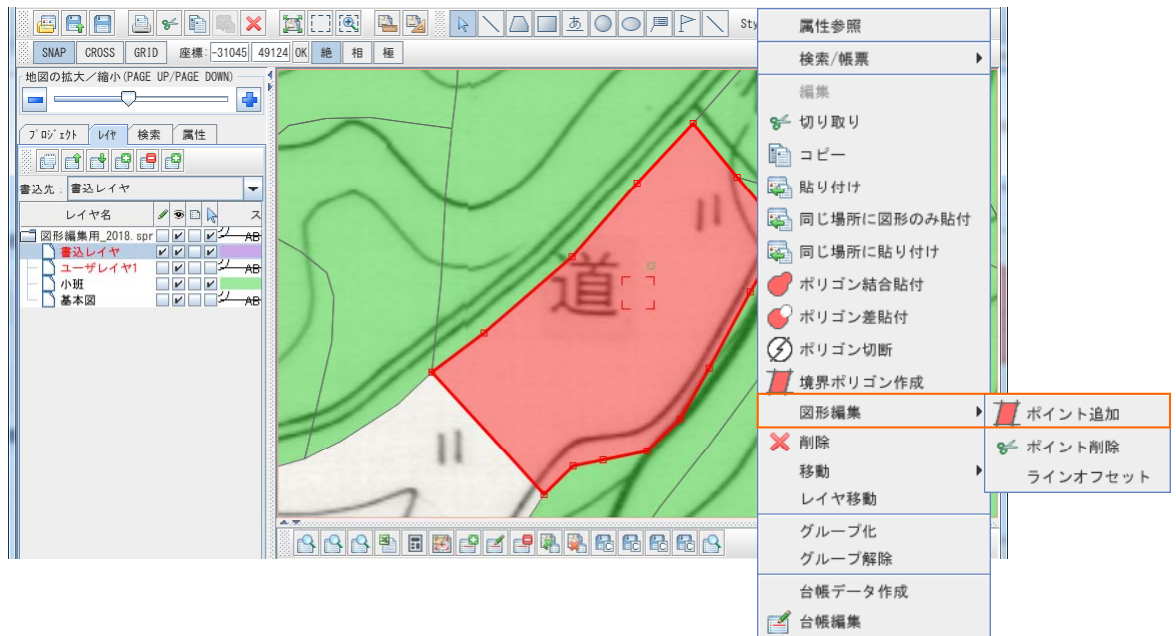 Sty
SNAP CROSS GRID 座標: -31045 49124 OK 絶 相 極
地図の拡大／縮小(PAGE UP/PAGE DOWN)
ﾌﾟﾛｼﾞｪｸﾄ ﾚｲﾔ 検索 属性
書込先： 書込レイヤ
レイヤ名 ス
図形編集用_2018.spr AB
書込レイヤ
ユーザレイヤ1 AB
小班
基本図 AB
道
属性参照
検索/帳票
編集
切り取り
コピー
貼り付け
同じ場所に図形のみ貼付
同じ場所に貼り付け
ポリゴン結合貼付
ポリゴン差貼付
ポリゴン切断
境界ポリゴン作成
図形編集
削除
移動
レイヤ移動
グループ化
グループ解除
台帳データ作成
台帳編集
ポイント追加
ポイント削除
ラインオフセット